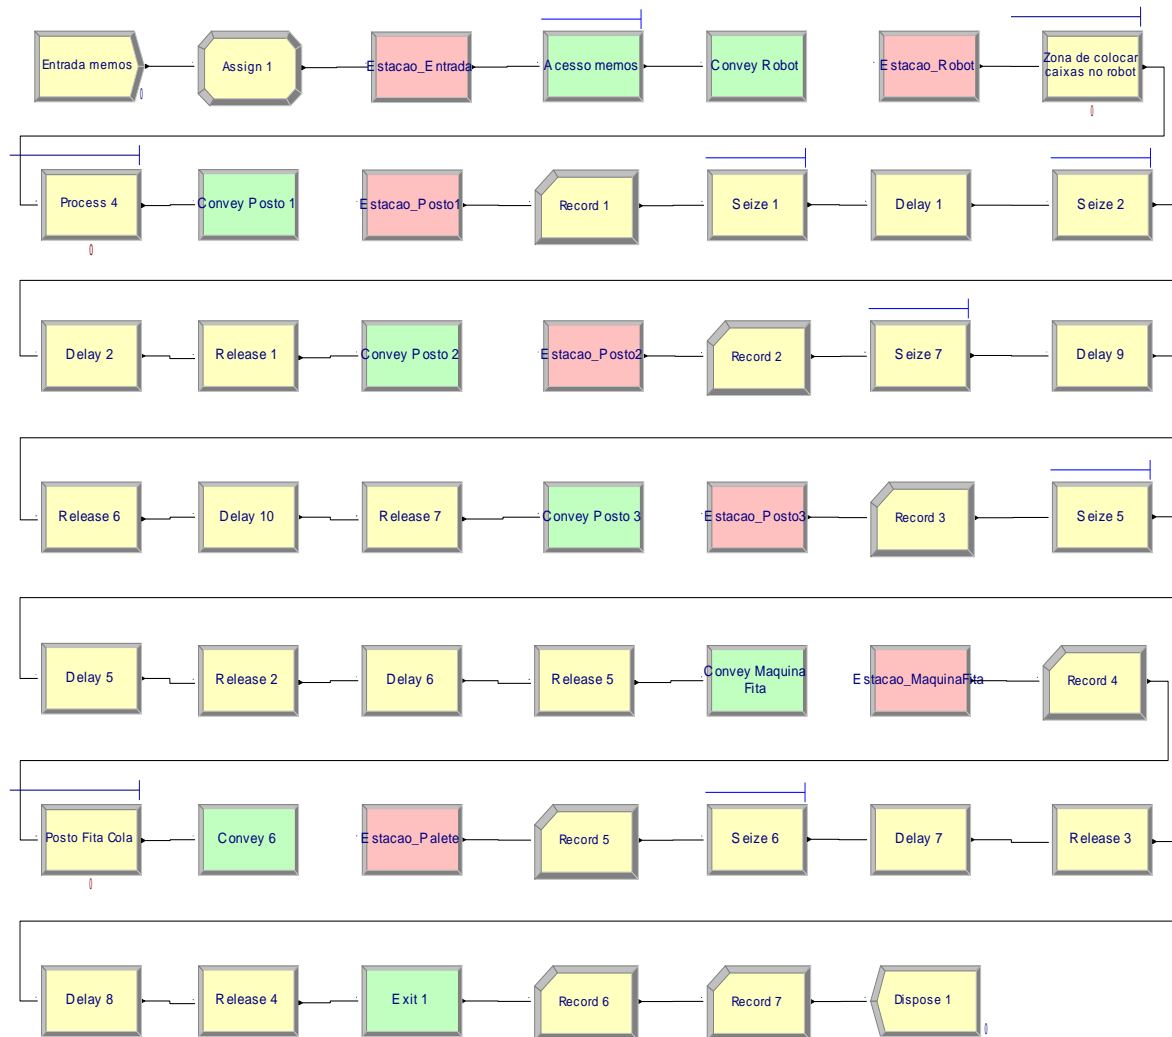 Entrada memos
Assign 1
Estacao_Entrada
Acesso memos
Convey Robot
Estacao_Robot
Zona de colocar
caixas no robot
0
0
Process 4
Convey Posto 1
Estacao_Posto1
Record 1
Seize 1
Delay 1
Seize 2
0
Delay 2
Release 1
Convey Posto 2
Estacao_Posto2
Record 2
Seize 7
Delay 9
Release 6
Delay 10
Release 7
Convey Posto 3
Estacao_Posto3
Record 3
Seize 5
Delay 5
Release 2
Delay 6
Release 5
Convey Maquina
Fita
Estacao_MaquinaFita
Record 4
Posto Fita Cola
Convey 6
Estacao_Palete
Record 5
Seize 6
Delay 7
Release 3
0
Delay 8
Release 4
Exit 1
Record 6
Record 7
Dispose 1
0